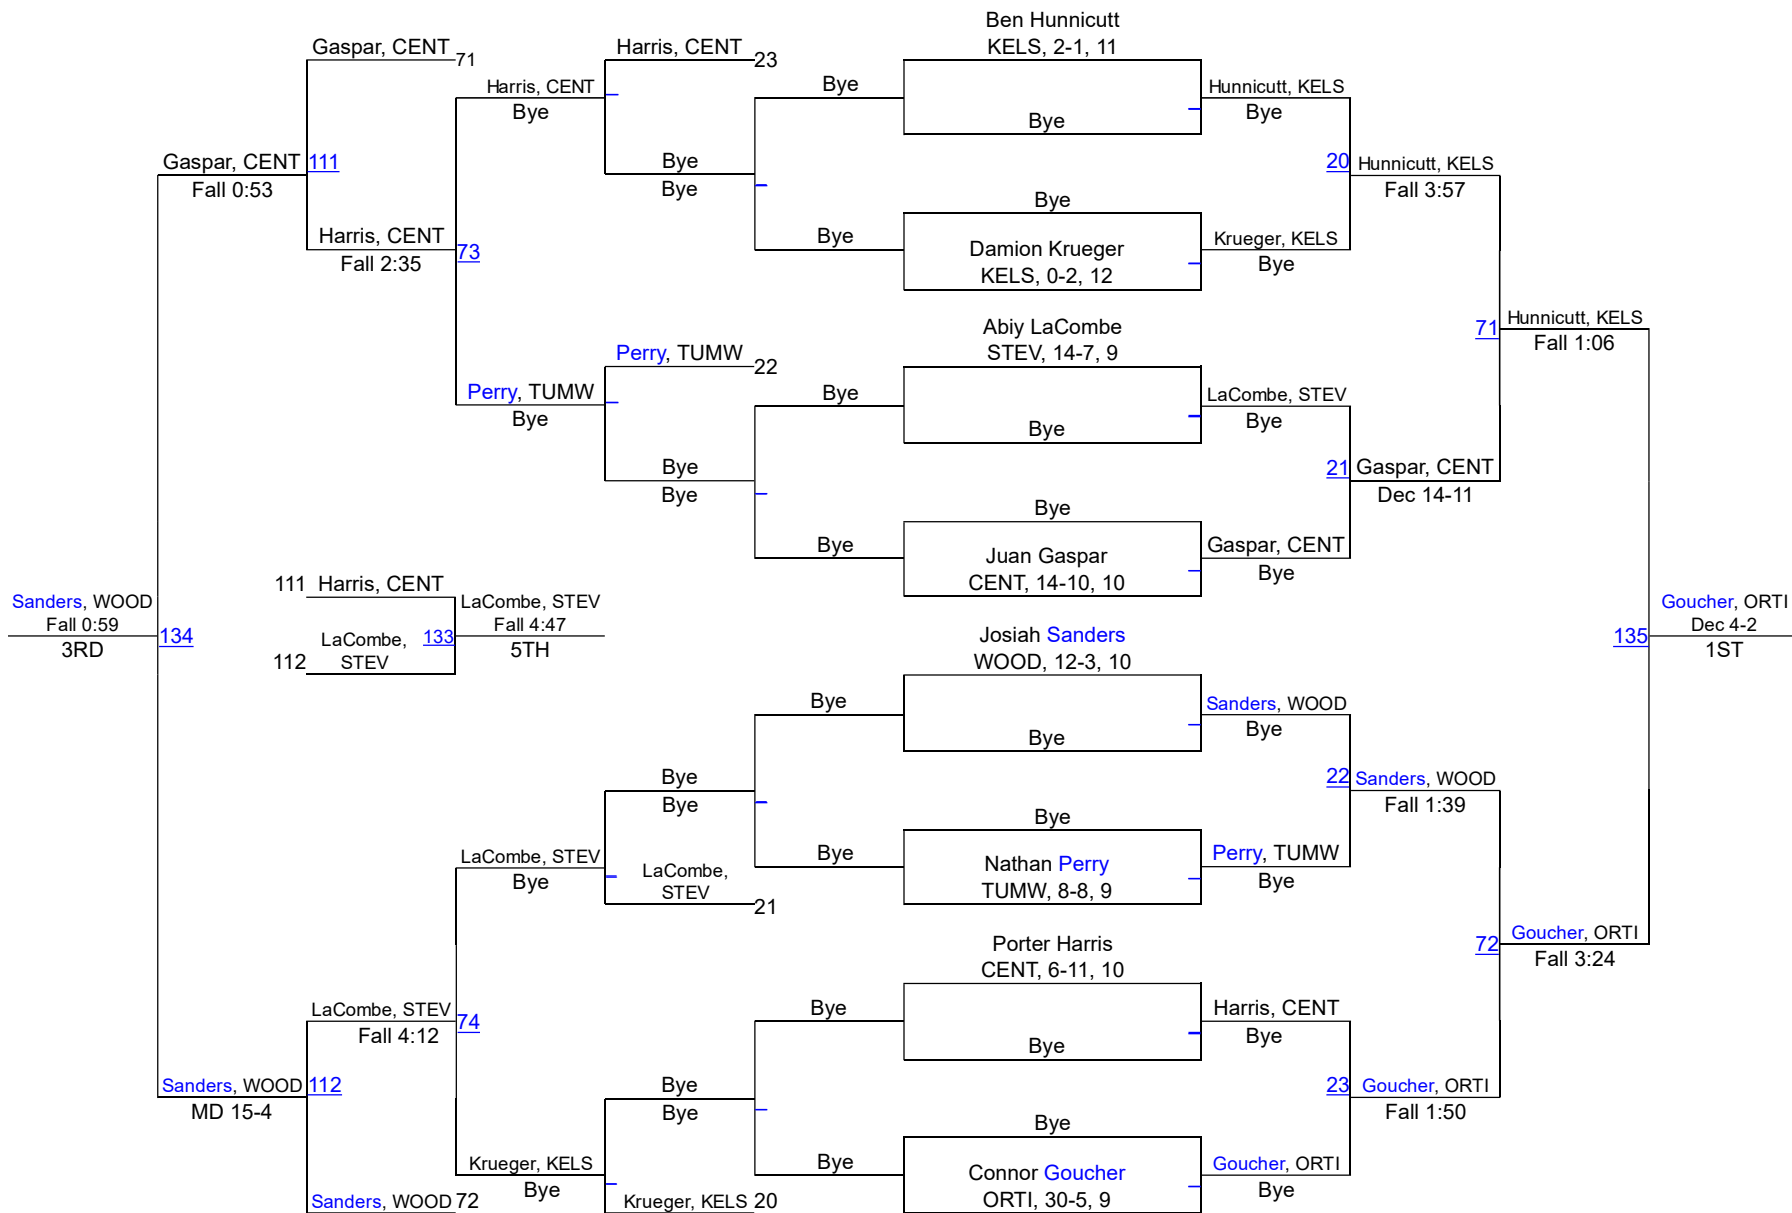 Ben Hunnicutt
Gaspar, CENT
71
Harris, CENT
23
KELS, 2-1, 11
Harris, CENT
Bye
Bye
Hunnicutt, KELS
Bye
Bye
Gaspar, CENT
111
Fall 0:53
Bye
Bye
20
Hunnicutt, KELS
Fall 3:57
Bye
Harris, CENT
73
Fall 2:35
Bye
Damion Krueger
KELS, 0-2, 12
Krueger, KELS
Bye
Abiy LaCombe
STEV, 14-7, 9
71
Hunnicutt, KELS
Fall 1:06
Perry, TUMW
22
Perry, TUMW
Bye
Bye
LaCombe, STEV
Bye
Bye
Bye
Bye
21
Gaspar, CENT
Dec 14-11
Bye
Bye
Juan Gaspar
CENT, 14-10, 10
Gaspar, CENT
Bye
111
Harris, CENT
Sanders, WOOD
Fall 0:59
3RD
134
LaCombe,
STEV
112
133
LaCombe, STEV
Fall 4:47
5TH
Josiah Sanders
WOOD, 12-3, 10
135
Goucher, ORTI
Dec 4-2
1ST
Bye
Sanders, WOOD
Bye
Bye
Bye
Bye
22
Sanders, WOOD
Fall 1:39
Bye
LaCombe, STEV
Bye
LaCombe,
STEV
21
Bye
Nathan Perry
TUMW, 8-8, 9
Perry, TUMW
Bye
Porter Harris
CENT, 6-11, 10
72
Goucher, ORTI
Fall 3:24
LaCombe, STEV
74
Fall 4:12
Bye
Harris, CENT
Bye
Bye
Sanders, WOOD
112
MD 15-4
Bye
Bye
23
Goucher, ORTI
Fall 1:50
Bye
Krueger, KELS
Bye
Bye
Connor Goucher
ORTI, 30-5, 9
Goucher, ORTI
Bye
Sanders, WOOD
72
Krueger, KELS
20